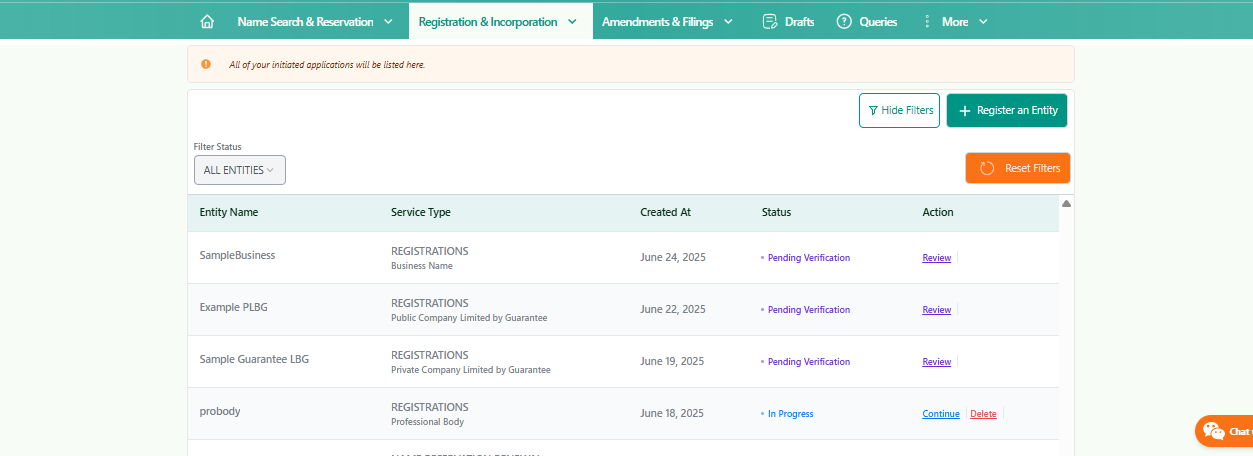 Name Search & Reservation
Registration & Incorporation
Amendments & Filings
Drafts
Queries
More
All of your initiated applications will be listed here.
Hide Filters
Register an Entity
Filter Status
ALL ENTITIES
Reset Filters
Entity Name Service Type Created At Status Action
SampleBusiness REGISTRATIONS June 24, 2025 Pending Verification Review
Business Name
Example PLBG REGISTRATIONS June 22, 2025 Pending Verification Review
Public Company Limited by Guarantee
Sample Guarantee LBG REGISTRATIONS June 19, 2025 Pending Verification Review
Private Company Limited by Guarantee
probody REGISTRATIONS June 18, 2025 In Progress Continue Delete
Professional Body
Chat